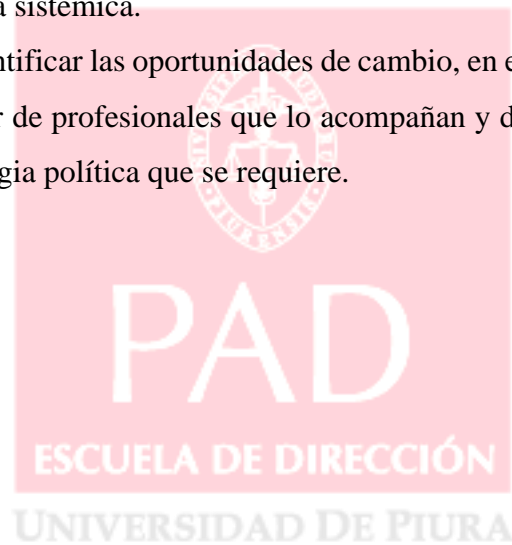 a sistémica.
ntificar las oportunidades de cambio, en e
r de profesionales que lo acompañan y d
gia política que se requiere.
PAD
ESCUELA DE DIRECCIÓN
UNIVERSIDAD DE PIURA